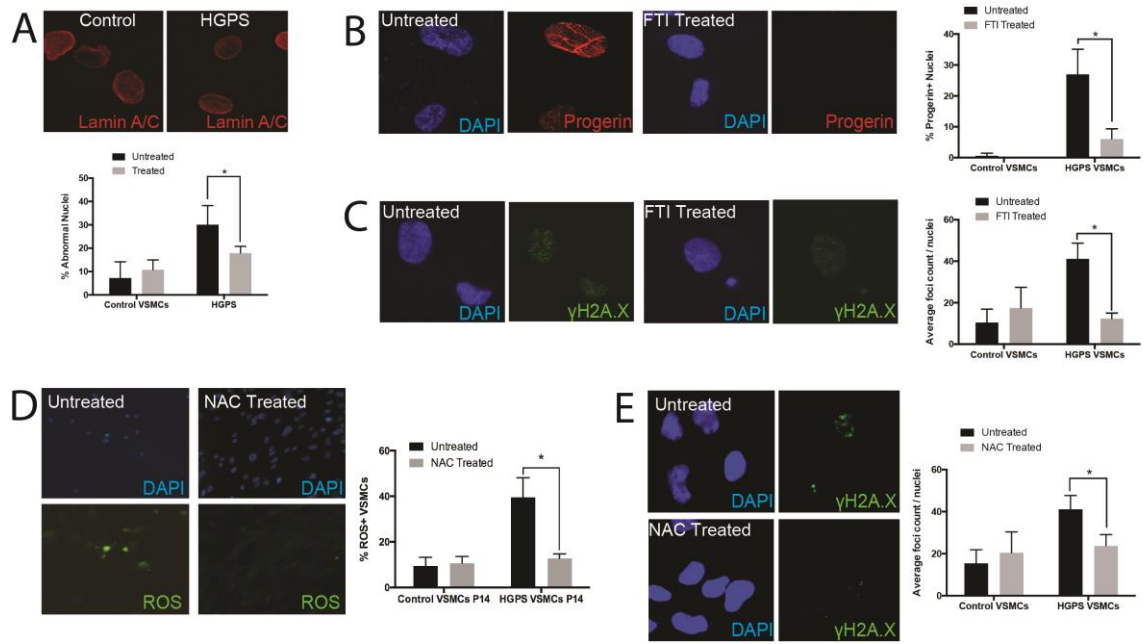 A
Control
HGPS
Lamin A/C
Lamin A/C
Untreated
Treated
*
% Abnormal Nuclei
50
40
30
20
10
0
Control VSMCs
HGPS
B
Untreated
FTI Treated
DAPI
Progerin
DAPI
Progerin
Untreated
FTI Treated
*
% Progerin+ Nuclei
40
30
20
10
0
Control VSMCs
HGPS VSMCs
C
Untreated
FTI Treated
DAPI
γH2A.X
DAPI
γH2A.X
Untreated
FTI Treated
*
Average foci count / nuclei
60
40
20
0
Control VSMCs
HGPS VSMCs
D
Untreated
NAC Treated
DAPI
DAPI
ROS
ROS
Untreated
NAC Treated
*
% ROS+ VSMCs
60
40
20
0
Control VSMCs P14
HGPS VSMCs P14
E
Untreated
DAPI
γH2A.X
NAC Treated
DAPI
γH2A.X
Untreated
NAC Treated
*
Average foci count / nuclei
60
40
20
0
Control VSMCs
HGPS VSMCs